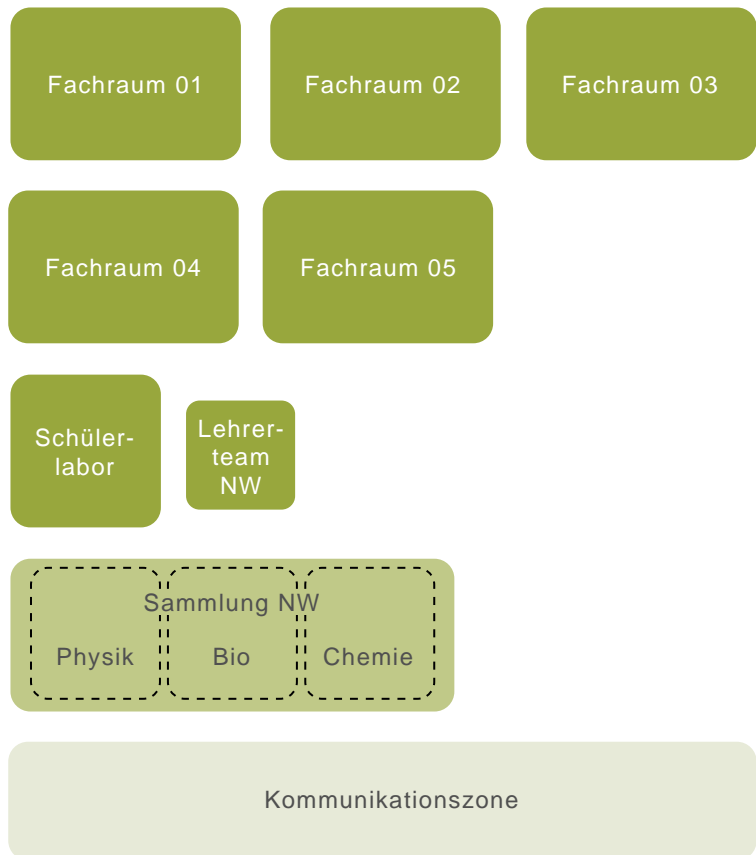 Fachraum 01
Fachraum 02
Fachraum 03
Fachraum 04
Fachraum 05
Schüler-
labor
Lehrer-
team
NW
Sammlung NW
Physik
Bio
Chemie
Kommunikationszone